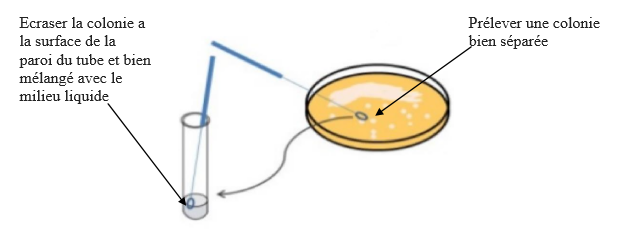 Ecraser la colonie a
la surface de la
paroi du tube et bien
mélangé avec le
milieu liquide
Prélever une colonie
bien séparée